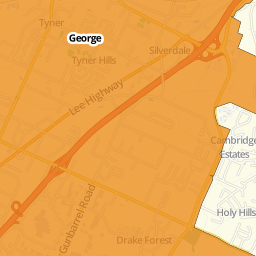 Tyner
George
Silverdale
Tyner Hills
Lee Highway
Cambridge
Estates
Gunbarrel Road
Holy Hills
Drake Forest